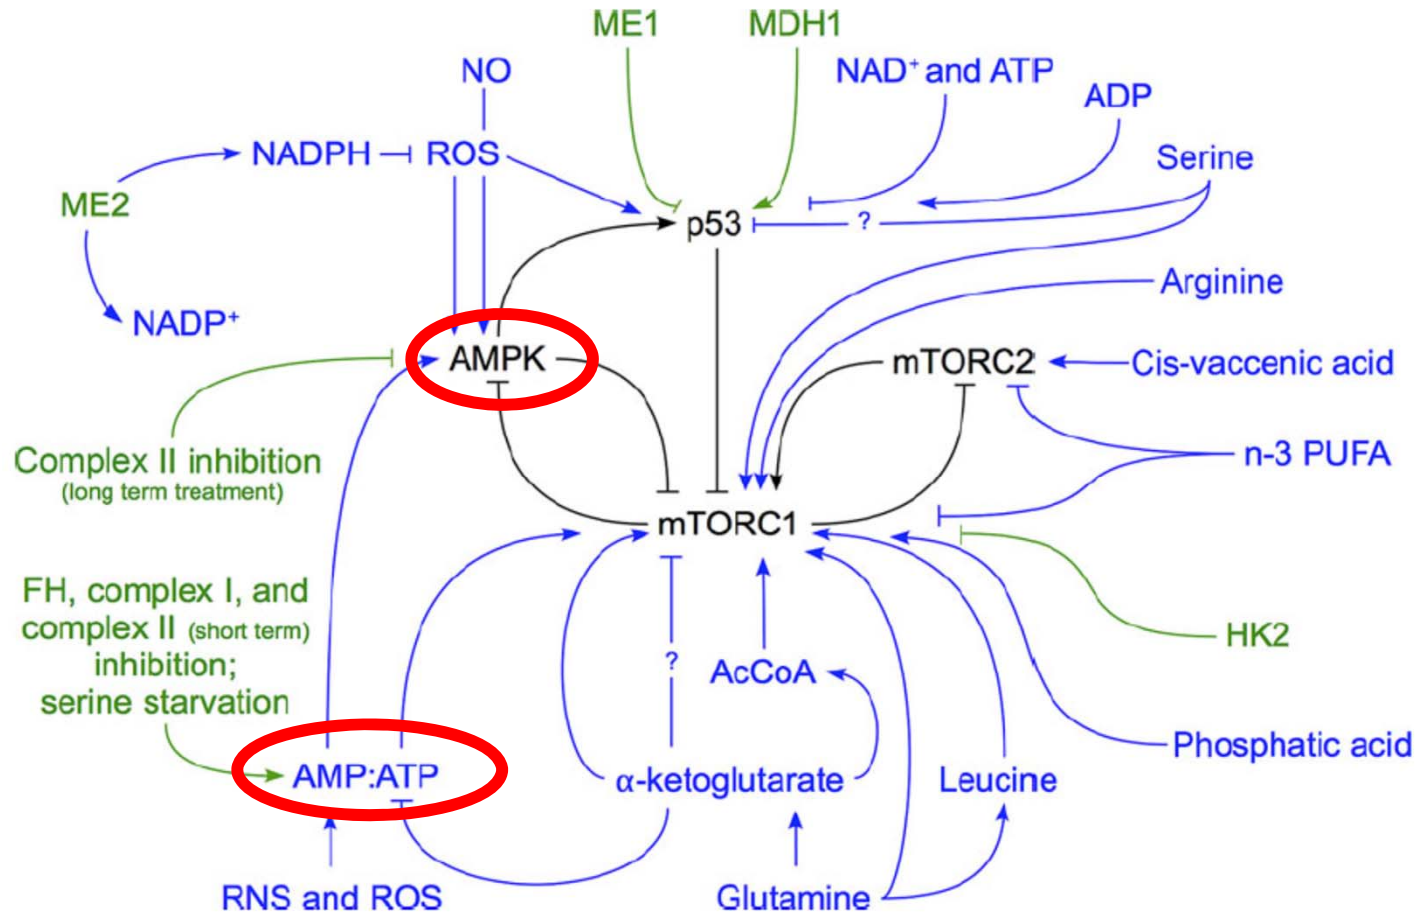 ME1
MDH1
NO
NAD⁺ and ATP
ADP
NADPH
ROS
Serine
ME2
p53
?
Arginine
NADP⁺
AMPK
mTORC2
Cis-vaccenic acid
Complex II inhibition
(long term treatment)
n-3 PUFA
mTORC1
FH, complex I, and
complex II (short term)
inhibition;
serine starvation
HK2
?
AcCoA
Phosphatic acid
AMP:ATP
α-ketoglutarate
Leucine
RNS and ROS
Glutamine